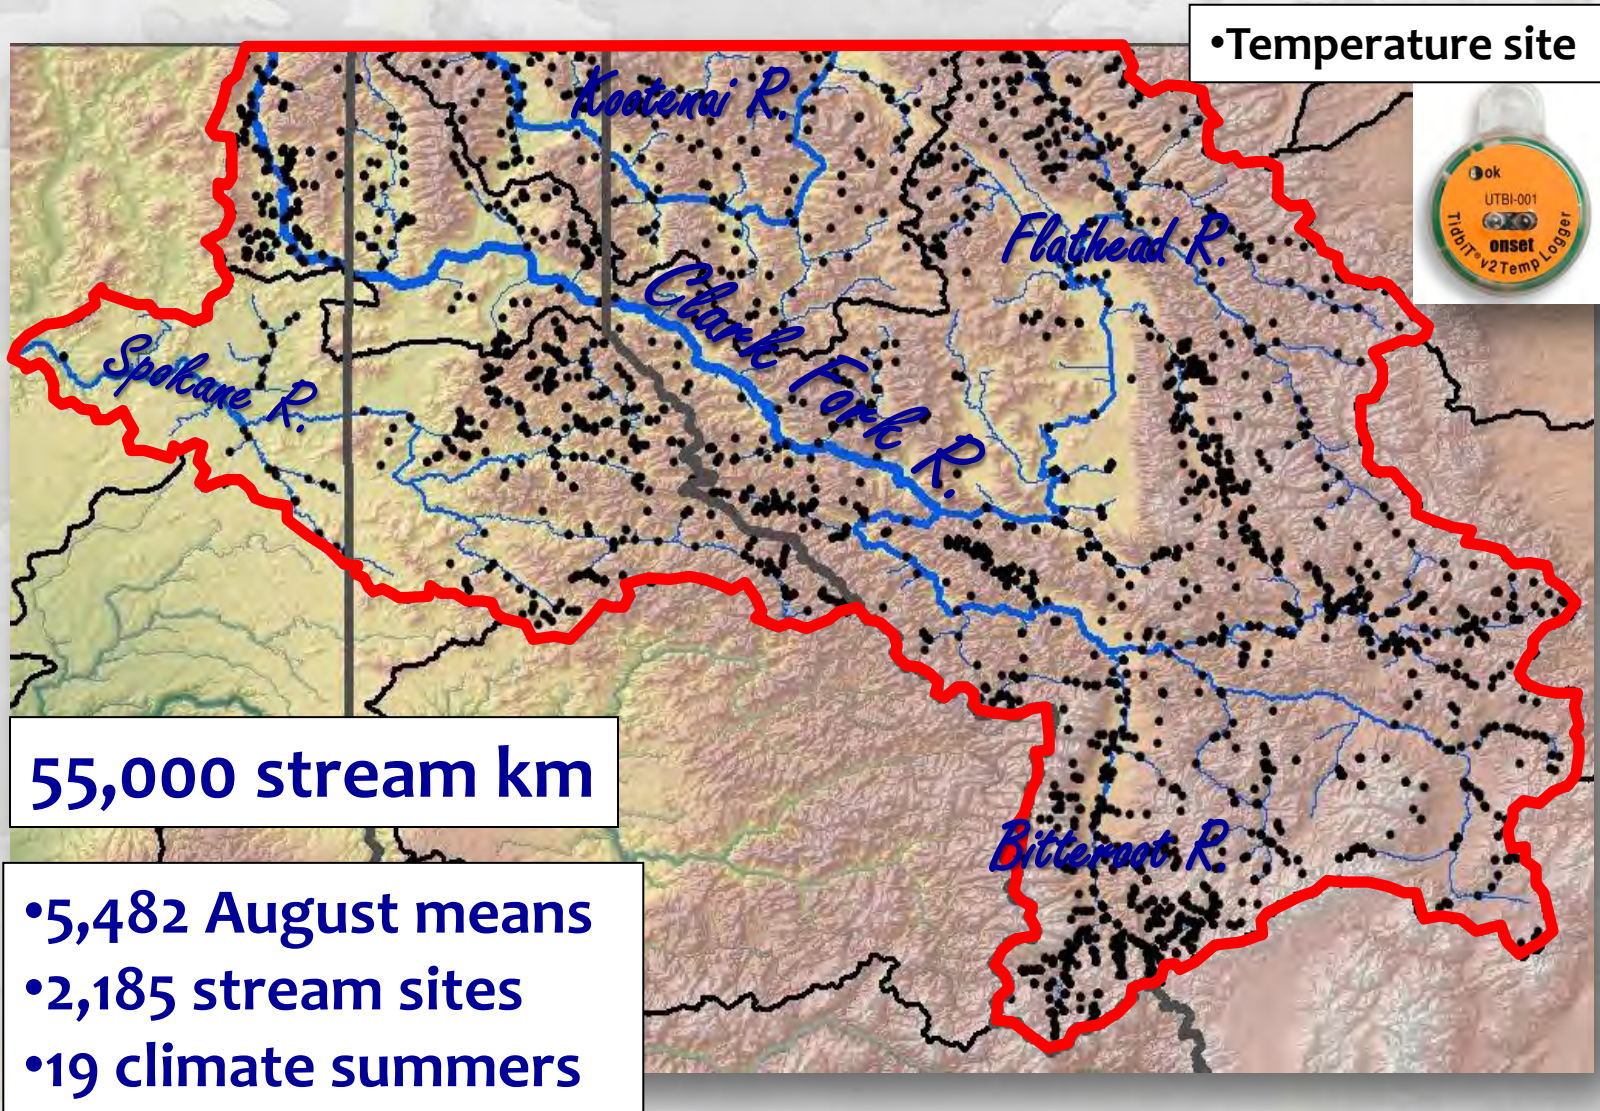 •Temperature site
Kootenai R.
ok
UTBI-001
onset
TidbiT® v2 Temp Logger
Flathead R.
Clark Fork R.
Spokane R.
55,000 stream km
Bitteroot R.
•5,482 August means
•2,185 stream sites
•19 climate summers